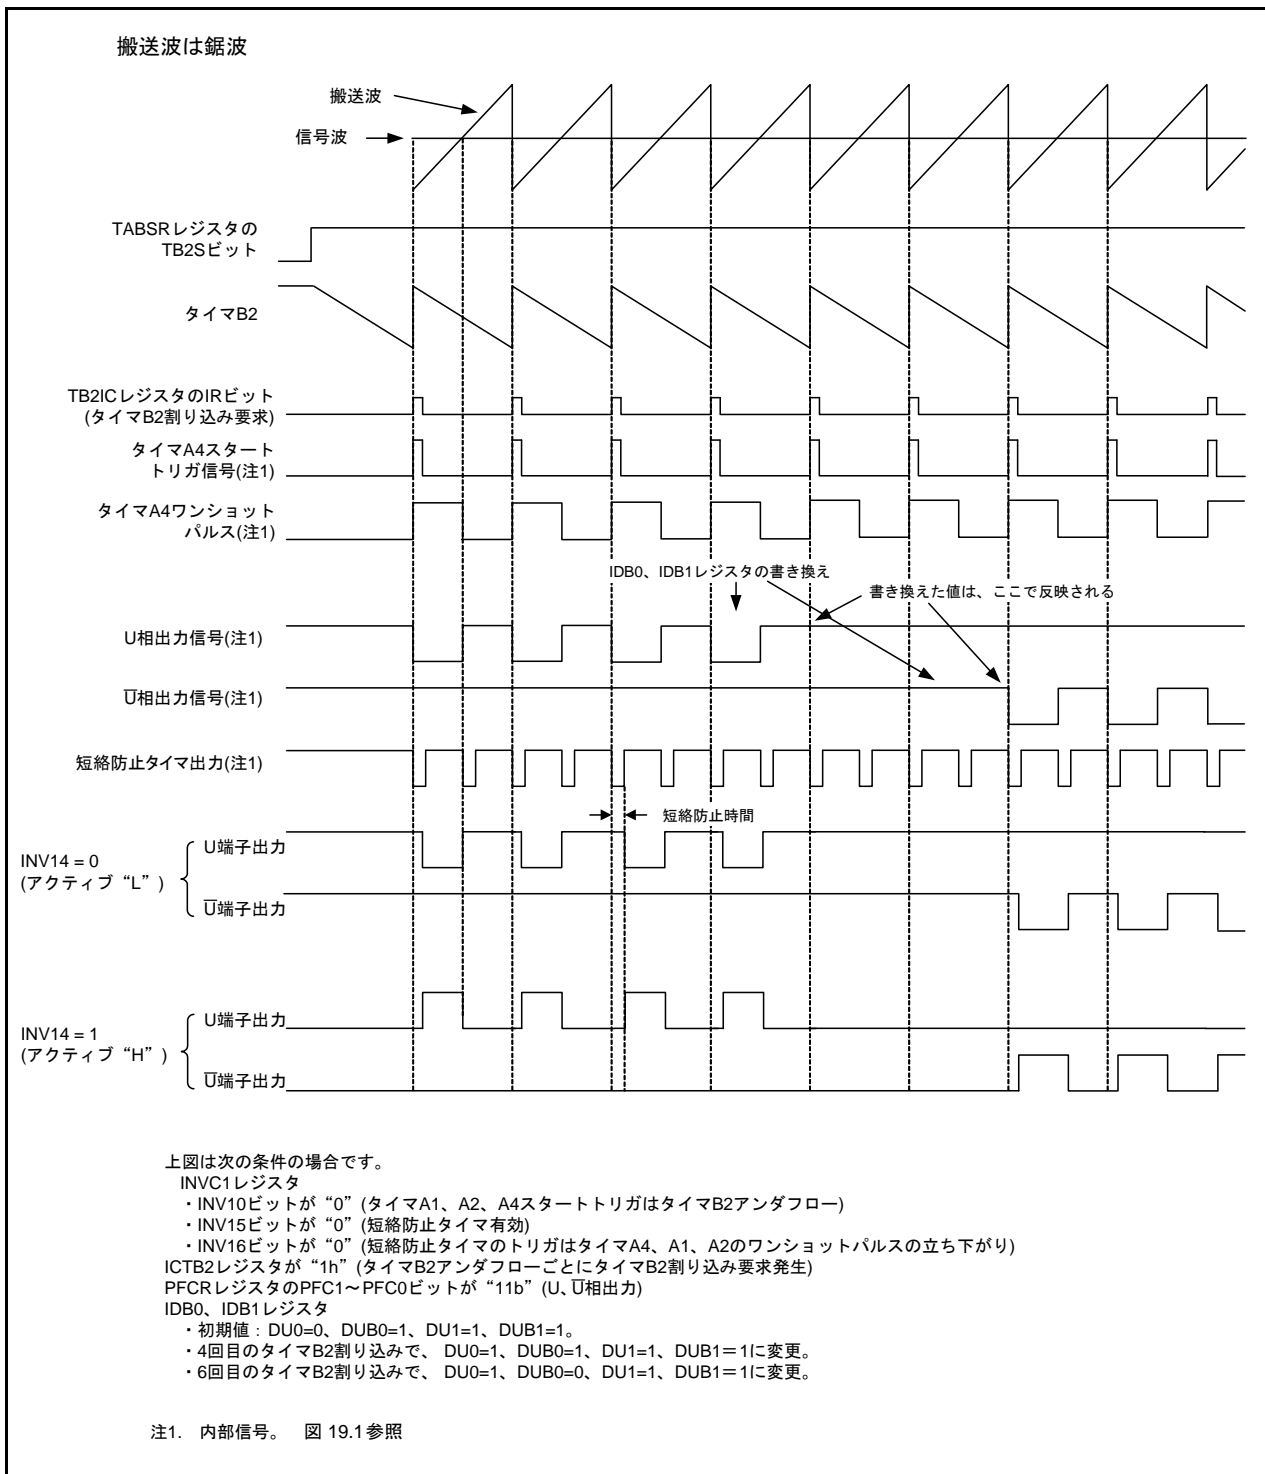 搬送波は鋸波
搬送波
信号波
TABSRレジスタの
TB2Sビット
タイマB2
TB2ICレジスタのIRビット
(タイマB2割り込み要求)
タイマA4スタート
トリガ信号(注1)
タイマA4ワンショット
パルス(注1)
IDB0、IDB1レジスタの書き換え
書き換えた値は、ここで反映される
U相出力信号(注1)
U̅相出力信号(注1)
短絡防止タイマ出力(注1)
短絡防止時間
INV14 = 0
(アクティブ“L”)
U端子出力
U̅端子出力
INV14 = 1
(アクティブ“H”)
U端子出力
U̅端子出力
上図は次の条件の場合です。
INVC1レジスタ
・INV10ビットが“0”(タイマA1、A2、A4スタートトリガはタイマB2アンダフロー)
・INV15ビットが“0”(短絡防止タイマ有効)
・INV16ビットが“0”(短絡防止タイマのトリガはタイマA4、A1、A2のワンショットパルスの立ち下がり)
ICTB2レジスタが“1h”(タイマB2アンダフローごとにタイマB2割り込み要求発生)
PFCRレジスタのPFC1～PFC0ビットが“11b”(U、U̅相出力)
IDB0、IDB1レジスタ
・初期値：DU0=0、DUB0=1、DU1=1、DUB1=1。
・4回目のタイマB2割り込みで、 DU0=1、DUB0=1、DU1=1、DUB1＝1に変更。
・6回目のタイマB2割り込みで、 DU0=1、DUB0=0、DU1=1、DUB1＝1に変更。
注1. 内部信号。 図 19.1参照